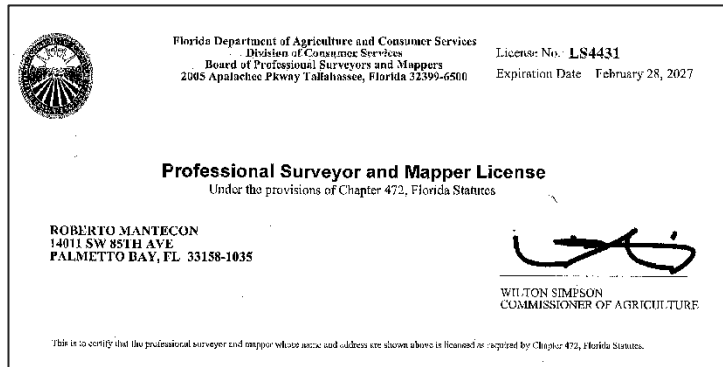 Florida Department of Agriculture and Consumer Services
Division of Consumer Services
Board of Professional Surveyors and Mappers
2005 Apalachee Pkway Tallahassee, Florida 32399-6500
License No.: LS4431
Expiration Date February 28, 2027
Professional Surveyor and Mapper License
Under the provisions of Chapter 472, Florida Statutes
ROBERTO MANTECON
14011 SW 85TH AVE
PALMETTO BAY, FL 33158-1035
WILTON SIMPSON
COMMISSIONER OF AGRICULTURE
This is to certify that the professional surveyor and mapper whose name and address are shown above is licensed as required by Chapter 472, Florida Statutes.